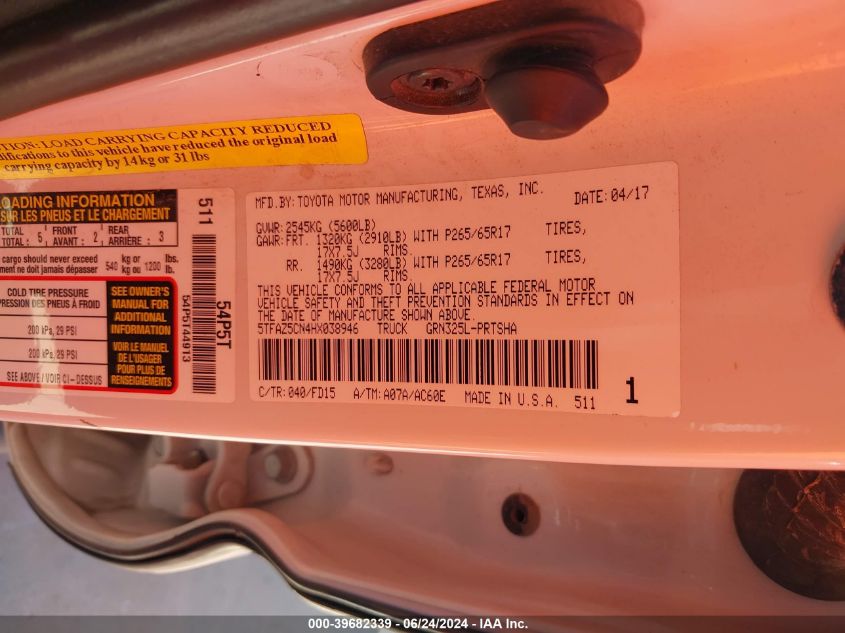 CAUTION: LOAD CARRYING CAPACITY REDUCED
modifications to this vehicle have reduced the original load
carrying capacity by 14 kg or 31 lbs
LOADING INFORMATION
SUR LES PNEUS ET LE CHARGEMENT
TOTAL TOTAL : 5 FRONT AVANT : 2 REAR ARRIÈRE : 3
cargo should never exceed
ne doit jamais dépasser 540 kg ou 1200 lbs. lb.
COLD TIRE PRESSURE
PRESSION DES PNEUS À FROID
200 kPa, 29 PSI
200 kPa, 29 PSI
SEE ABOVE / VOIR CI-DESSUS
SEE OWNER'S
MANUAL FOR
ADDITIONAL
INFORMATION
VOIR LE MANUEL
DE L'USAGER
POUR PLUS DE
RENSEIGNEMENTS
511
54P5T44913
54P5T
MFD.BY:TOYOTA MOTOR MANUFACTURING, TEXAS, INC. DATE:04/17
GVWR:2545KG (5600LB)
GAWR:FRT. 1320KG (2910LB) WITH P265/65R17 TIRES,
17X7.5J RIMS
RR. 1490KG (3280LB) WITH P265/65R17 TIRES,
17X7.5J RIMS
THIS VEHICLE CONFORMS TO ALL APPLICABLE FEDERAL MOTOR
VEHICLE SAFETY AND THEFT PREVENTION STANDARDS IN EFFECT ON
THE DATE OF MANUFACTURE SHOWN ABOVE.
5TFAZ5CN4HX038946 TRUCK GRN325L-PRTSHA
C/TR:040/FD15 A/TM:A07A/AC60E MADE IN U.S.A. 511
1
000-39682339 - 06/24/2024 - IAA Inc.